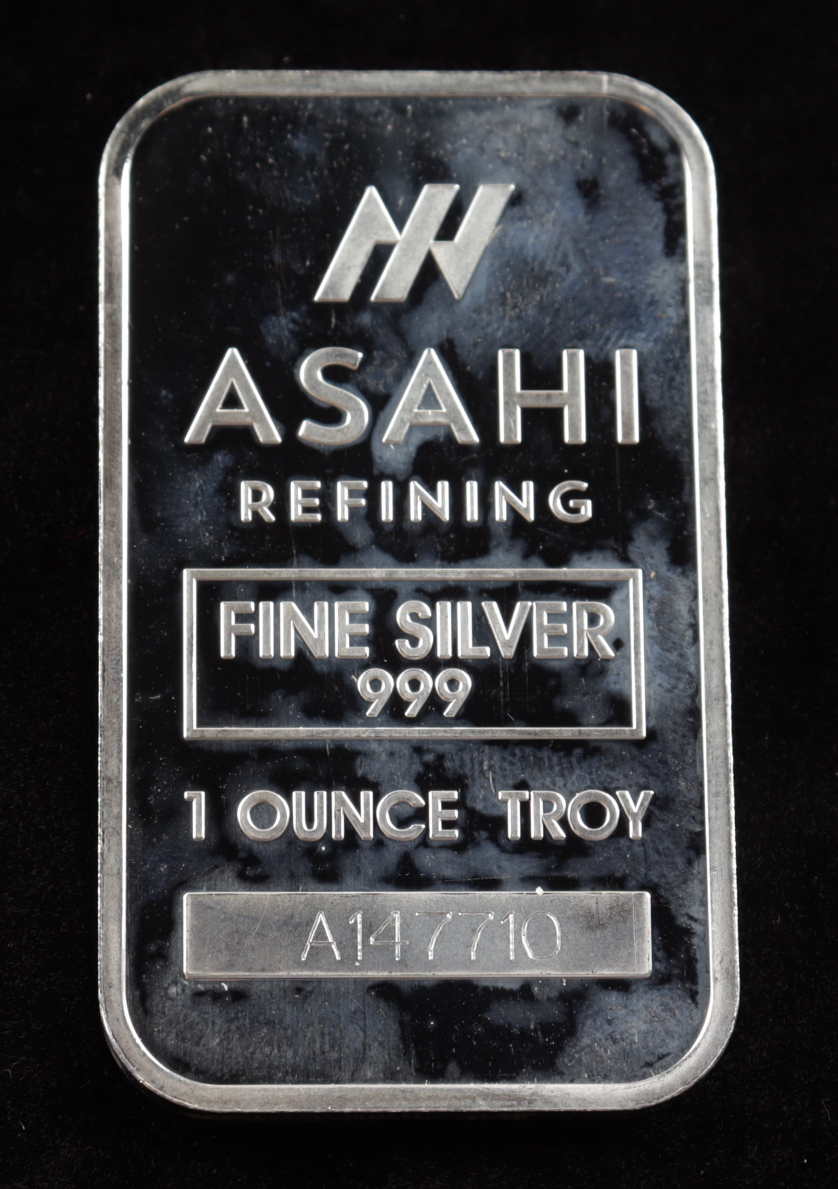 ASAHI
REFINING
FINE SILVER
999
1 OUNCE TROY
A147710